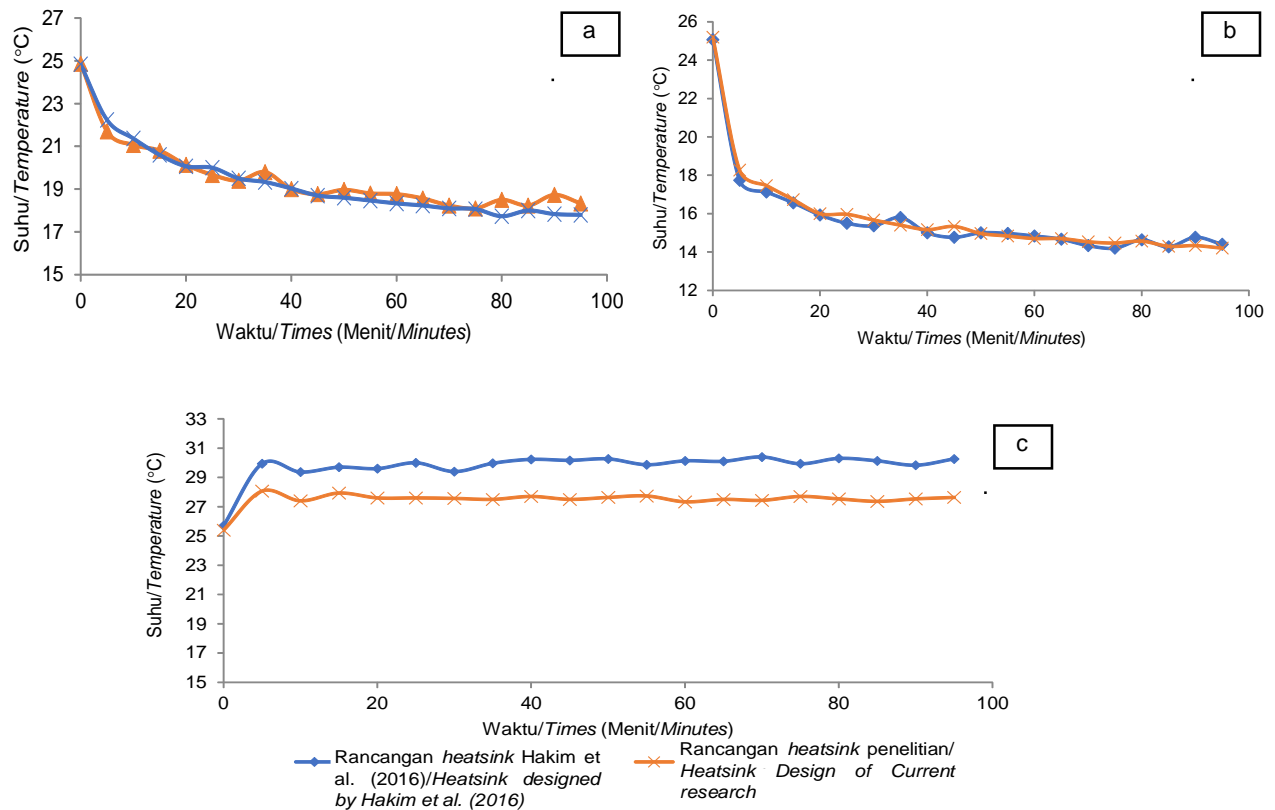 a
27
25
23
21
19
17
15
0 20 40 60 80 100
Suhu/Temperature (°C)
Waktu/Times (Menit/Minutes)
b
26
24
22
20
18
16
14
12
0 20 40 60 80 100
Suhu/Temperature (°C)
Waktu/Times (Menit/Minutes)
c
33
31
29
27
25
23
21
19
17
15
0 20 40 60 80 100
Suhu/Temperature (°C)
Waktu/Times (Menit/Minutes)
Rancangan heatsink Hakim et
al. (2016)/Heatsink designed
by Hakim et al. (2016)
Rancangan heatsink penelitian/
Heatsink Design of Current
research